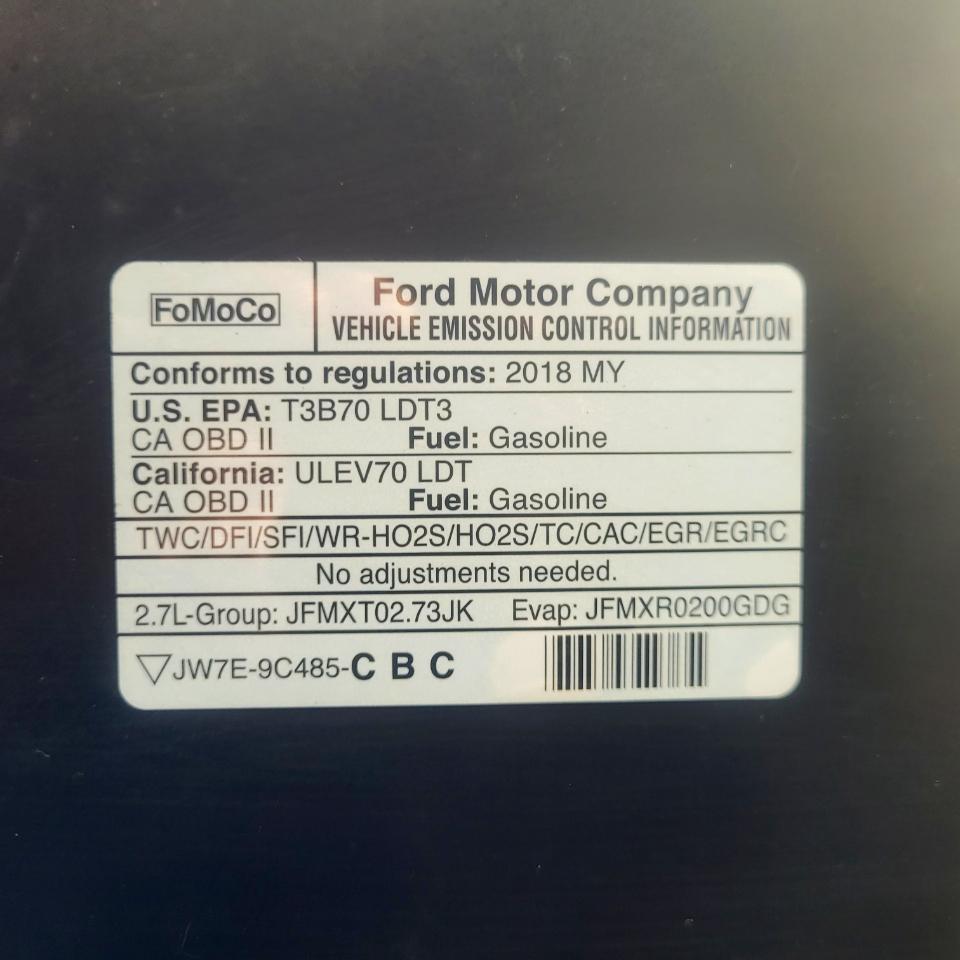 FoMoCo
Ford Motor Company
VEHICLE EMISSION CONTROL INFORMATION
Conforms to regulations: 2018 MY
U.S. EPA: T3B70 LDT3
CA OBD II Fuel: Gasoline
California: ULEV70 LDT
CA OBD II Fuel: Gasoline
TWC/DFI/SFI/WR-HO2S/HO2S/TC/CAC/EGR/EGRC
No adjustments needed.
2.7L-Group: JFMXT02.73JK Evap: JFMXR0200GDG
▽JW7E-9C485-C B C